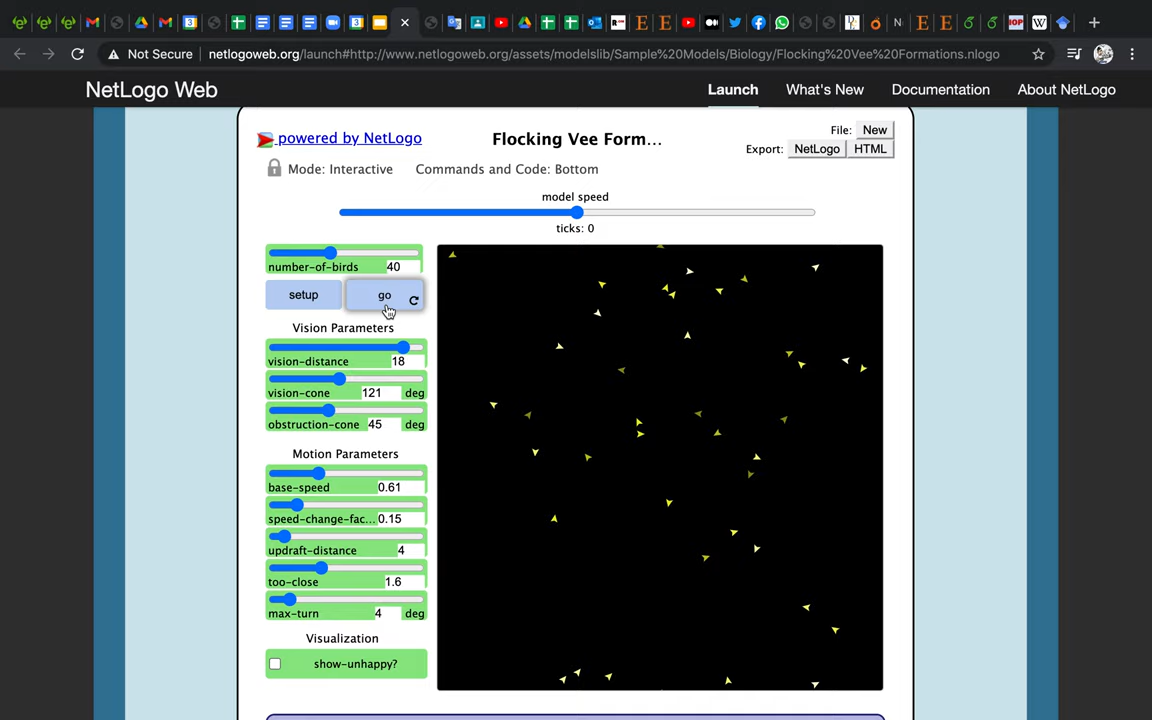 Not Secure netlogoweb.org/launch#http://www.netlogoweb.org/assets/modelslib/Sample%20Models/Biology/Flocking%20Vee%20Formations.nlogo
NetLogo Web Launch What's New Documentation About NetLogo
powered by NetLogo
Flocking Vee Form...
File: New
Export: NetLogo HTML
Mode: Interactive Commands and Code: Bottom
model speed
ticks: 0
number-of-birds 40
setup go
Vision Parameters
vision-distance 18
vision-cone 121 deg
obstruction-cone 45 deg
Motion Parameters
base-speed 0.61
speed-change-fac... 0.15
updraft-distance 4
too-close 1.6
max-turn 4 deg
Visualization
show-unhappy?